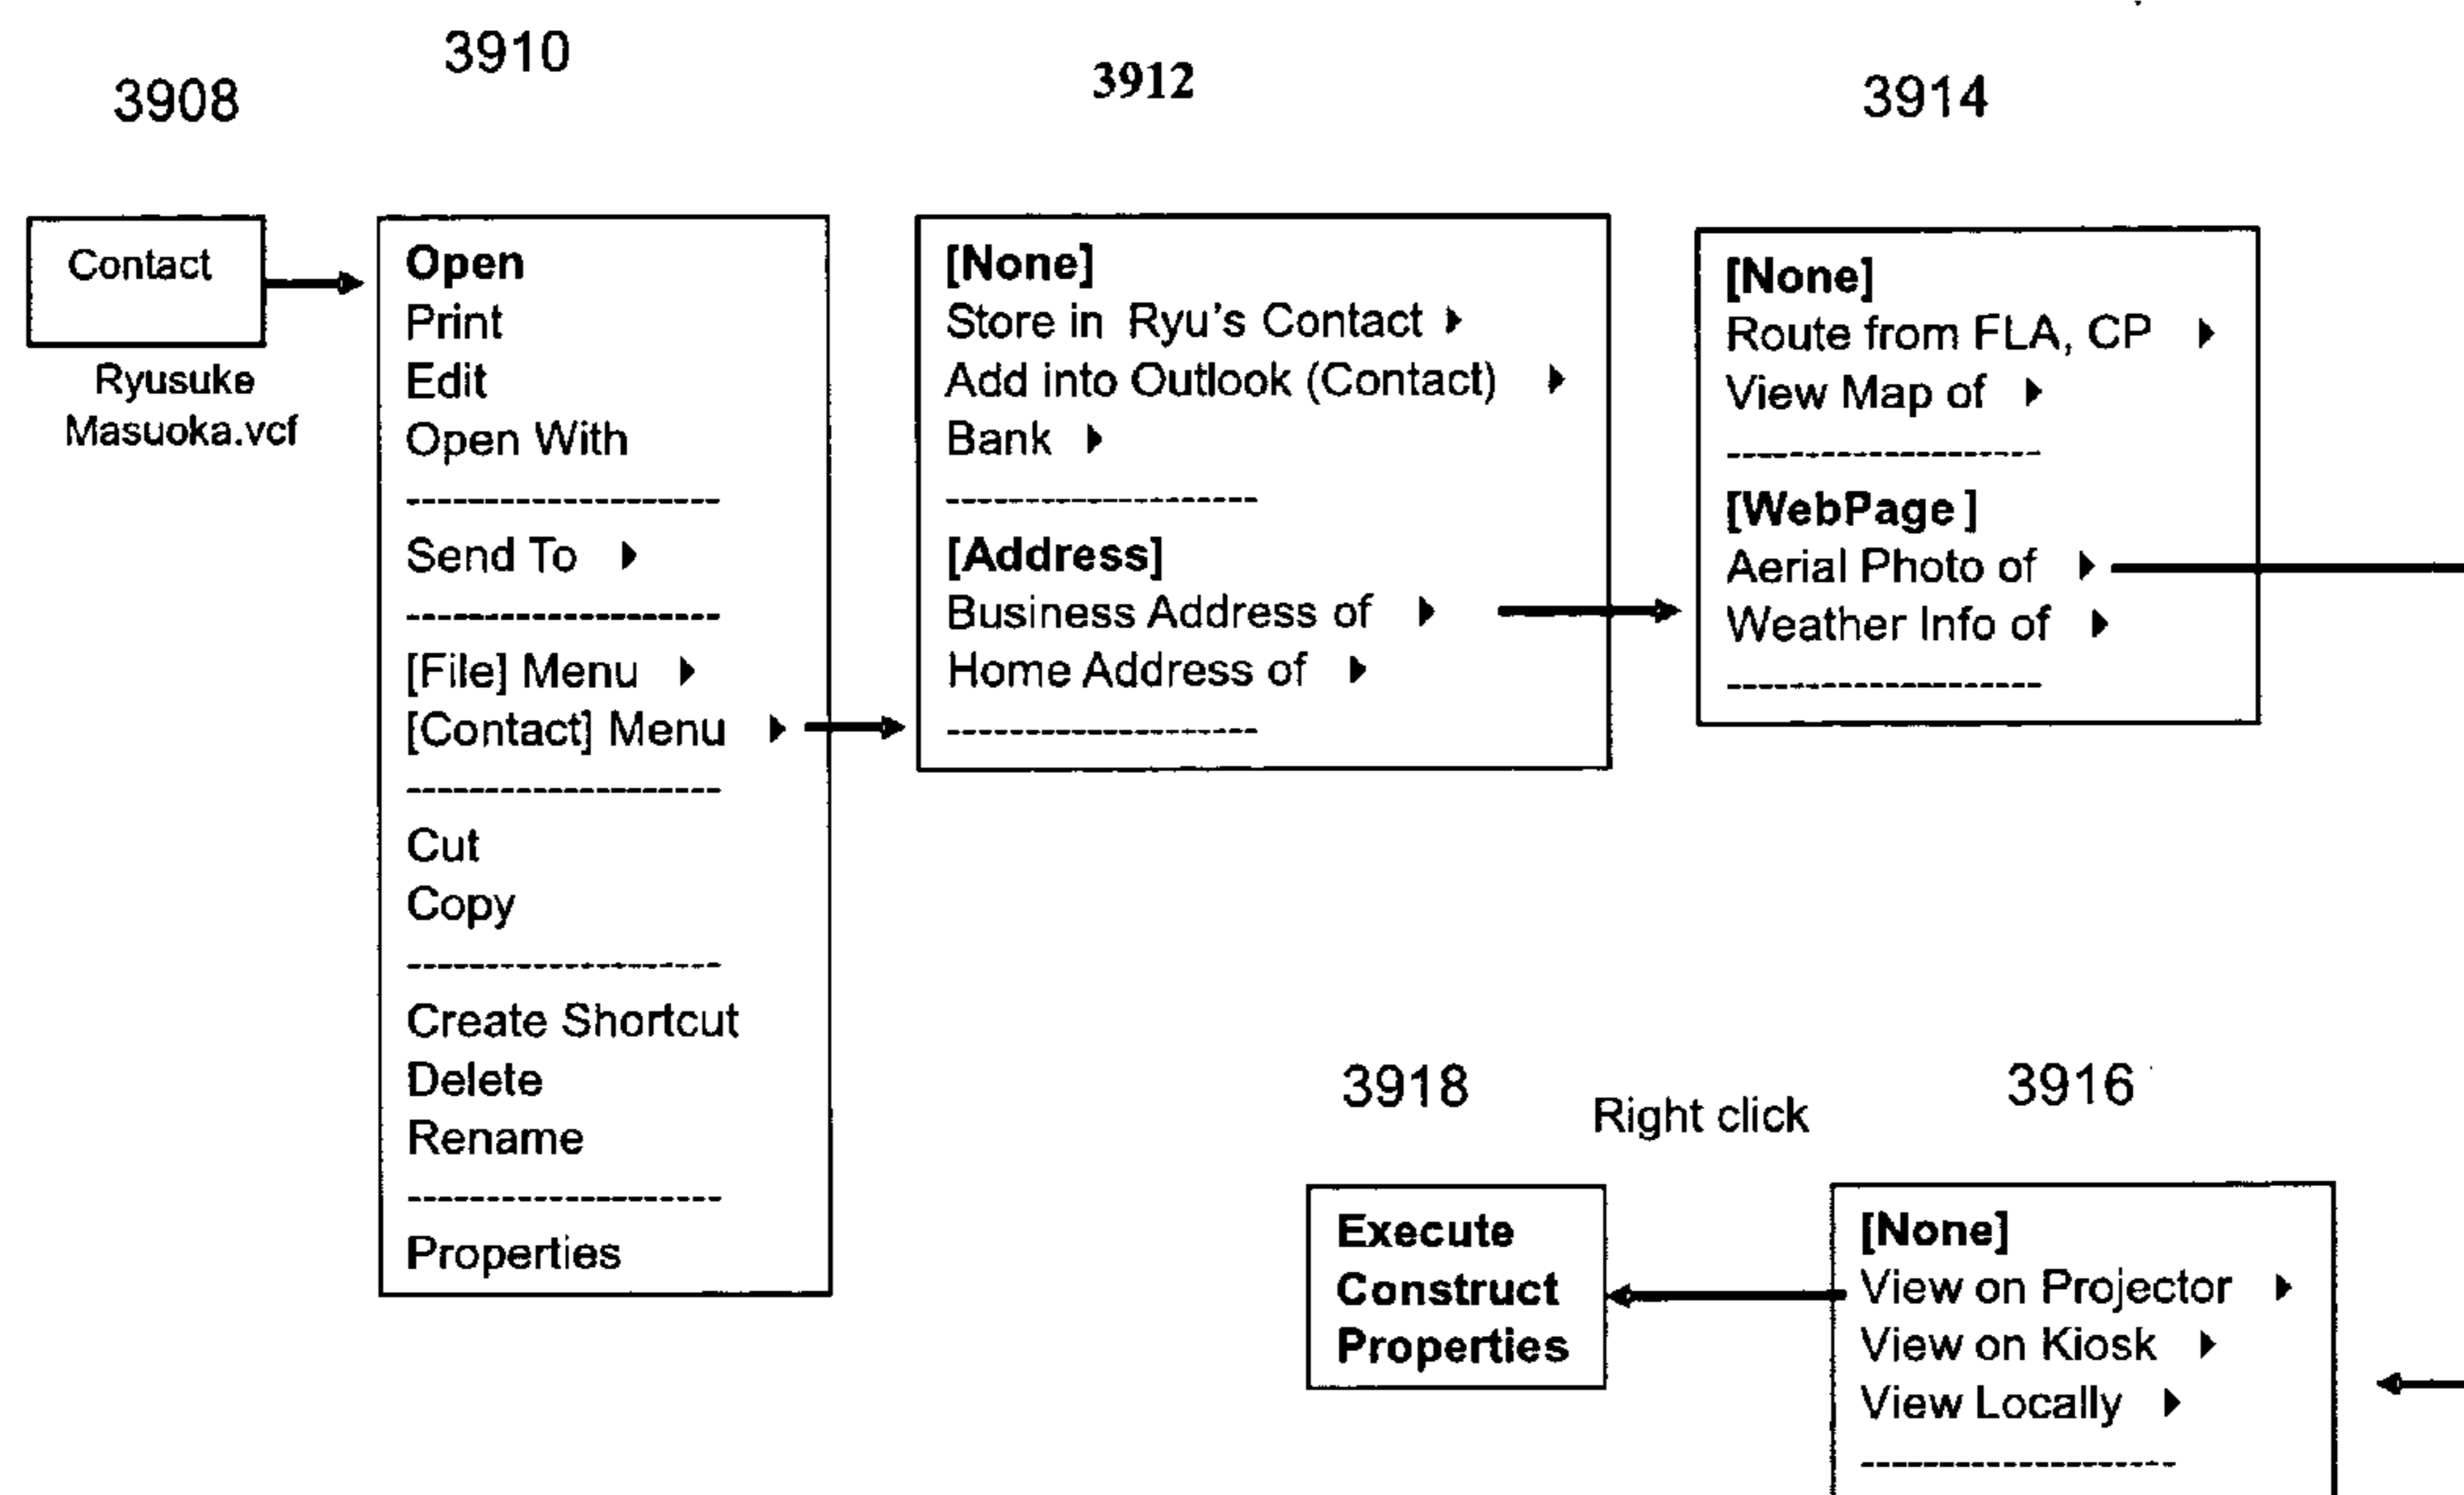 3908
3910
3912
3914
Contact
Ryusuke
Masuoka.vcf
Open
Print
Edit
Open With
--------------------
Send To
--------------------
[File] Menu
[Contact] Menu
--------------------
Cut
Copy
--------------------
Create Shortcut
Delete
Rename
--------------------
Properties
[None]
Store in Ryu's Contact
Add into Outlook (Contact)
Bank
--------------------
[Address]
Business Address of
Home Address of
--------------------
[None]
Route from FLA, CP
View Map of
--------------------
[WebPage ]
Aerial Photo of
Weather Info of
--------------------
3918
Right click
3916
Execute
Construct
Properties
[None]
View on Projector
View on Kiosk
View Locally
--------------------